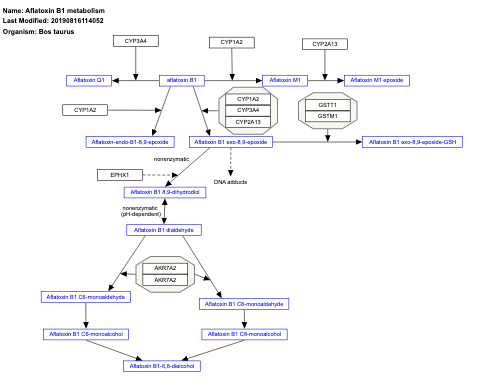 Name: Aflatoxin B1 metabolism
Last Modified: 20190816114052
Organism: Bos taurus
CYP3A4
CYP1A2
CYP2A13
Aflatoxin Q1
aflatoxin B1
Aflatoxin M1
Aflatoxin M1 epoxide
CYP1A2
CYP3A4
CYP2A13
GSTT1
GSTM1
CYP1A2
Aflatoxin-endo-B1-8,9-epoxide
Aflatoxin B1 exo-8,9-epoxide
Aflatoxin B1 exo-8,9-epoxide-GSH
nonenzymatic
EPHX1
DNA adducts
Aflatoxin B1 8,9-dihydrodiol
nonenzymatic
(pH-dependent)
Aflatoxin B1 dialdehyde
AKR7A2
AKR7A2
Aflatoxin B1 C6-monoaldehyde
Aflatoxin B1 C8-monoaldehyde
Aflatoxin B1 C6-monoalcohol
Aflatoxin B1 C8-monoalcohol
Aflatoxin B1-6,8-dialcohol